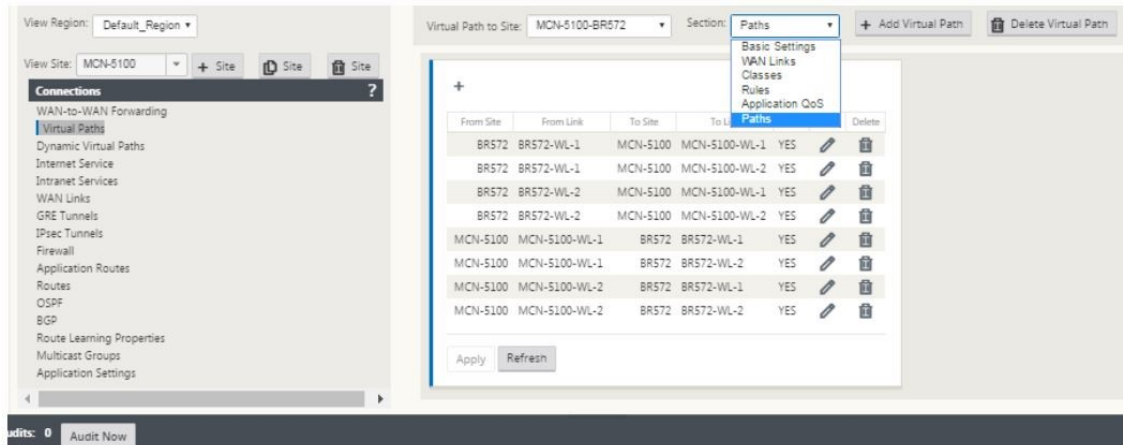 View Region: Default_Region
Virtual Path to Site: MCN-5100-BR572 Section: Paths + Add Virtual Path Delete Virtual Path
Basic Settings
WAN Links
Classes
Rules
Application QoS
Paths
View Site: MCN-5100 + Site Site Site
Connections ?
WAN-to-WAN Forwarding
Virtual Paths
Dynamic Virtual Paths
Internet Service
Intranet Services
WAN Links
GRE Tunnels
IPsec Tunnels
Firewall
Application Routes
Routes
OSPF
BGP
Route Learning Properties
Multicast Groups
Application Settings
+
From Site From Link To Site Delete
BR572 BR572-WL-1 MCN-5100 MCN-5100-WL-1 YES
BR572 BR572-WL-1 MCN-5100 MCN-5100-WL-2 YES
BR572 BR572-WL-2 MCN-5100 MCN-5100-WL-1 YES
BR572 BR572-WL-2 MCN-5100 MCN-5100-WL-2 YES
MCN-5100 MCN-5100-WL-1 BR572 BR572-WL-1 YES
MCN-5100 MCN-5100-WL-1 BR572 BR572-WL-2 YES
MCN-5100 MCN-5100-WL-2 BR572 BR572-WL-1 YES
MCN-5100 MCN-5100-WL-2 BR572 BR572-WL-2 YES
Apply Refresh
udits: 0 Audit Now